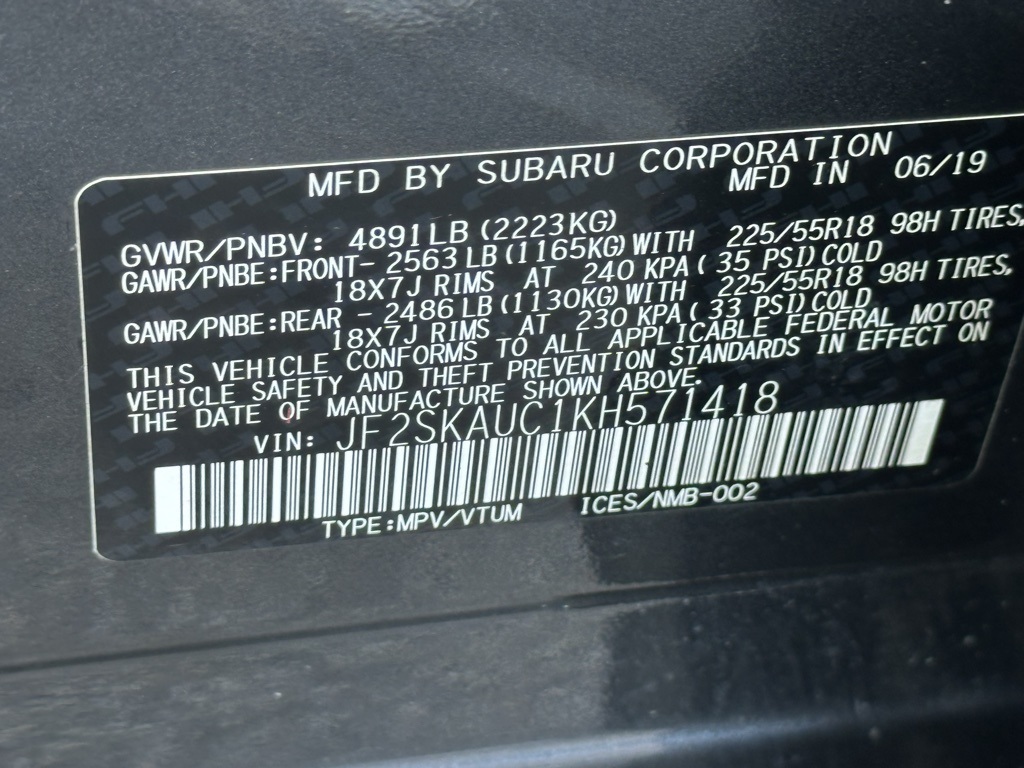 MFD BY SUBARU CORPORATION
MFD IN 06/19
GVWR/PNBV: 4891LB (2223KG)
GAWR/PNBE:FRONT- 2563LB (1165KG)WITH 225/55R18 98H TIRES,
18X7J RIMS AT 240 KPA( 35 PSI)COLD
GAWR/PNBE:REAR - 2486LB (1130KG)WITH 225/55R18 98H TIRES,
18X7J RIMS AT 230 KPA( 33 PSI)COLD
THIS VEHICLE CONFORMS TO ALL APPLICABLE FEDERAL MOTOR
VEHICLE SAFETY AND THEFT PREVENTION STANDARDS IN EFFECT ON
THE DATE OF MANUFACTURE SHOWN ABOVE.
VIN: JF2SKAUC1KH571418
TYPE:MPV/VTUM ICES/NMB-002